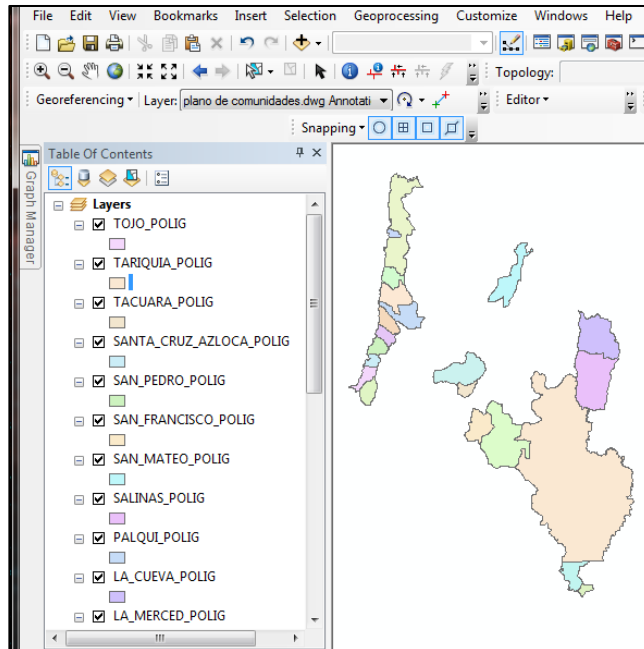 File Edit View Bookmarks Insert Selection Geoprocessing Customize Windows Help
Topology:
Georeferencing Layer: plano de comunidades.dwg Annotati Editor
Snapping
Table Of Contents
Graph Manager
Layers
TOJO_POLIG
TARIQUIA_POLIG
TACUARA_POLIG
SANTA_CRUZ_AZLOCA_POLIG
SAN_PEDRO_POLIG
SAN_FRANCISCO_POLIG
SAN_MATEO_POLIG
SALINAS_POLIG
PALQUI_POLIG
LA_CUEVA_POLIG
LA_MERCED_POLIG